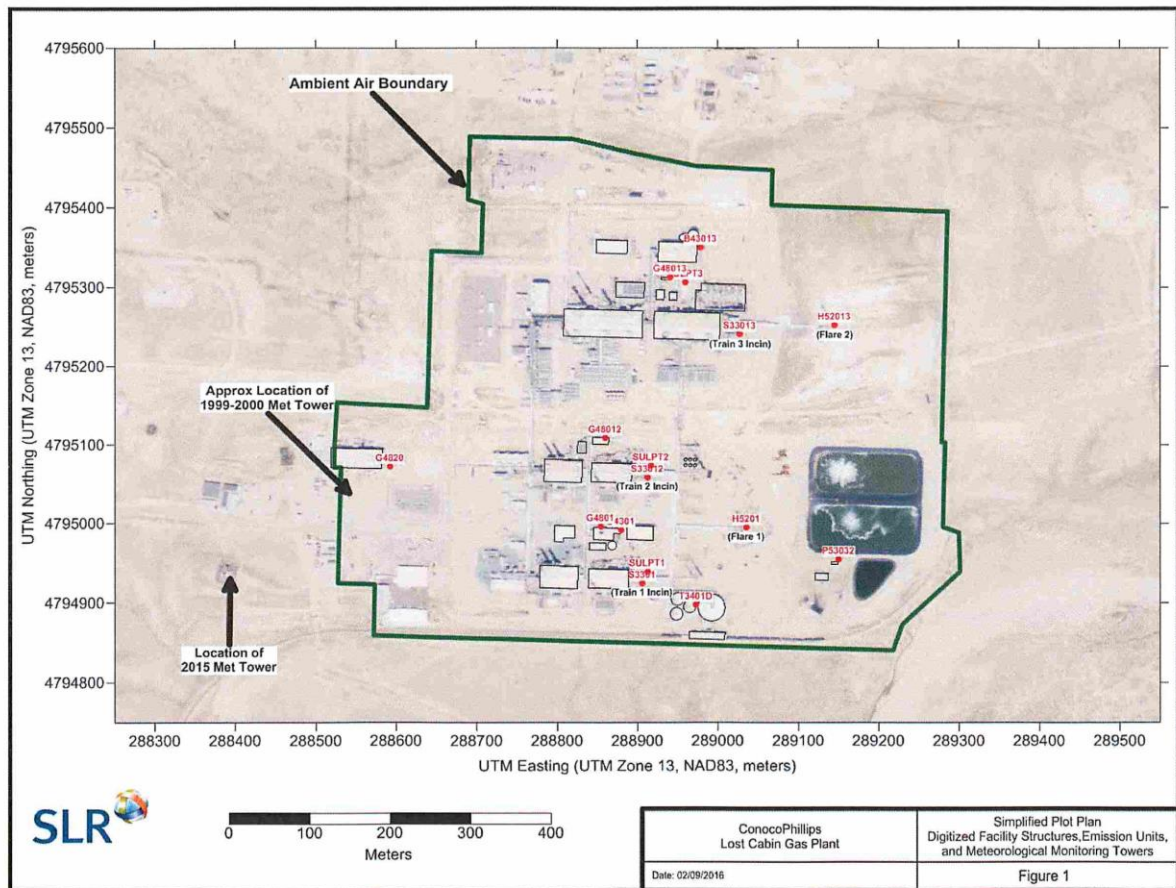 4795600
4795500
4795400
4795300
4795200
4795100
4795000
4794900
4794800
UTM Northing (UTM Zone 13, NAD83, meters)
Ambient Air Boundary
B43013
G48013
PT3
S33013
(Train 3 Incin)
H52013
(Flare 2)
Approx Location of
1999-2000 Met Tower
G4820
G48012
SULPT2
S33012
(Train 2 Incin)
G4801
4301
H5201
(Flare 1)
P53032
SULPT1
S3301
(Train 1 Incin)
T3401D
Location of
2015 Met Tower
288300 288400 288500 288600 288700 288800 288900 289000 289100 289200 289300 289400 289500
UTM Easting (UTM Zone 13, NAD83, meters)
SLR
0 100 200 300 400
Meters
ConocoPhillips
Lost Cabin Gas Plant
Simplified Plot Plan
Digitized Facility Structures,Emission Units,
and Meteorological Monitoring Towers
Date: 02/09/2016
Figure 1